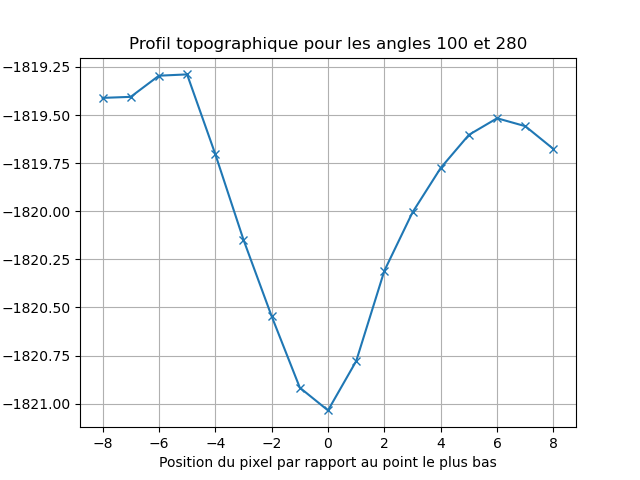 Profil topographique pour les angles 100 et 280
−1819.25
−1819.50
−1819.75
−1820.00
−1820.25
−1820.50
−1820.75
−1821.00
−8 −6 −4 −2 0 2 4 6 8
Position du pixel par rapport au point le plus bas